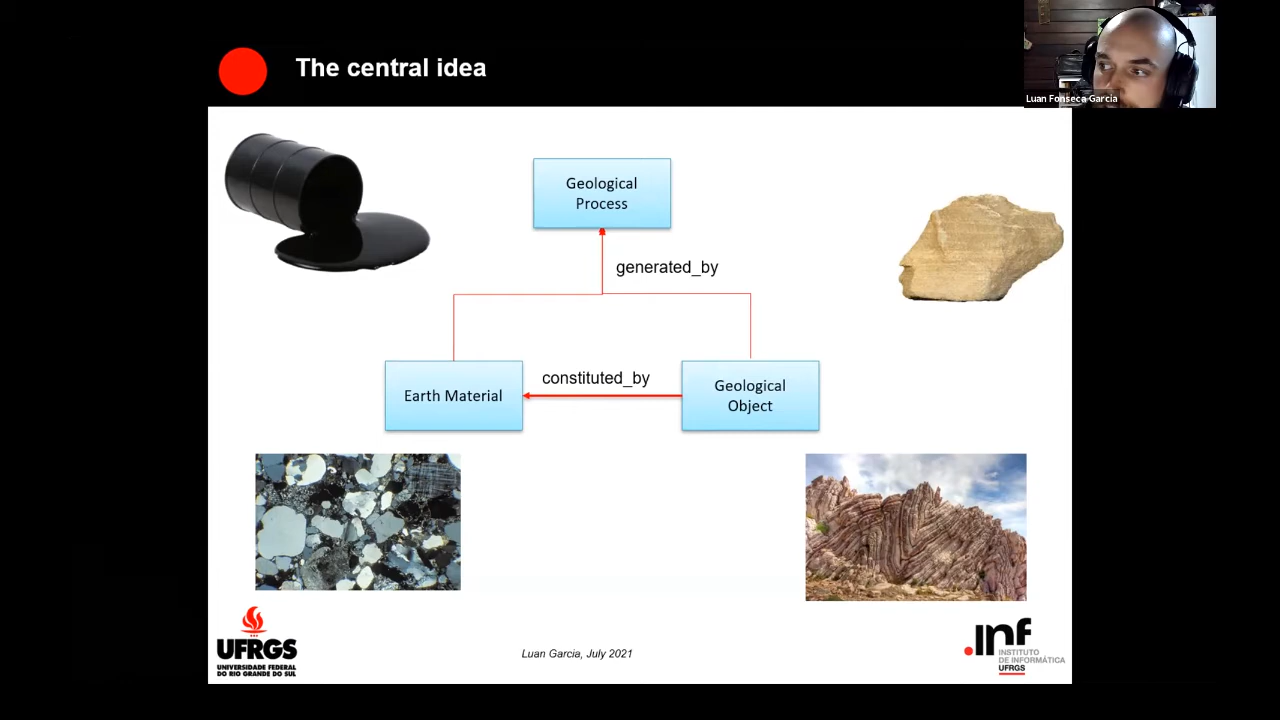 The central idea
Luan Fonseca Garcia
Geological
Process
generated_by
Earth Material
constituted_by
Geological
Object
UFRGS
UNIVERSIDADE FEDERAL
DO RIO GRANDE DO SUL
Luan Garcia, July 2021
.inf
INSTITUTO
DE INFORMÁTICA
UFRGS